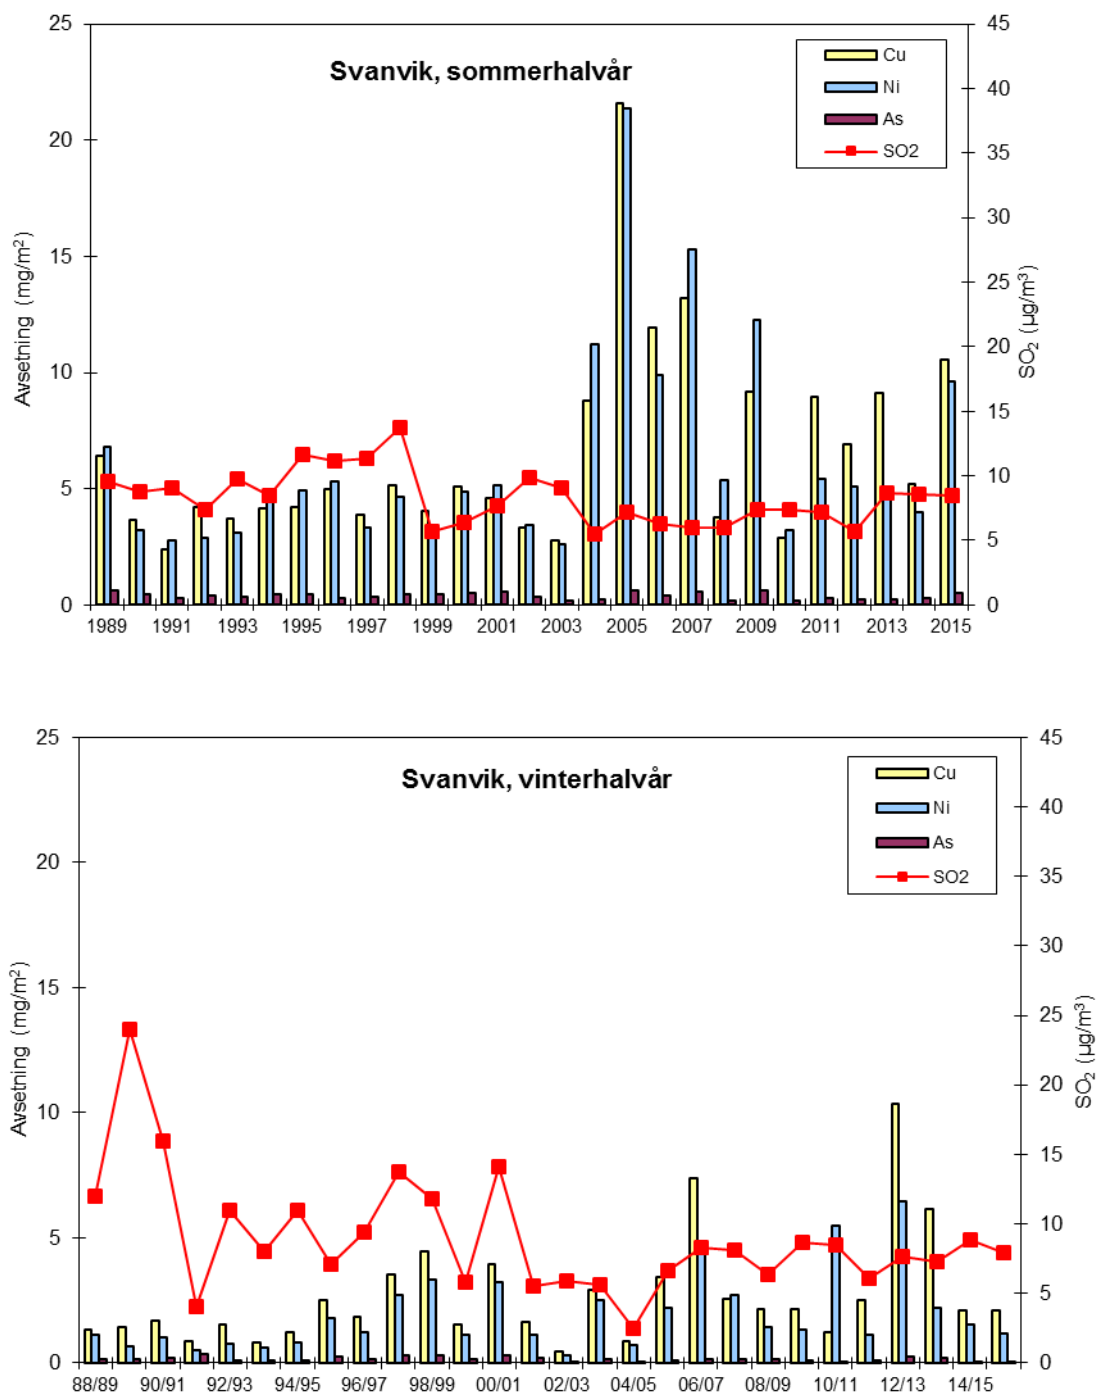 Svanvik, sommerhalvår
Cu
Ni
As
SO2
25
20
15
10
5
0
Avsetning (mg/m²)
45
40
35
30
25
20
15
10
5
0
SO₂ (µg/m³)
1989 1991 1993 1995 1997 1999 2001 2003 2005 2007 2009 2011 2013 2015
Svanvik, vinterhalvår
Cu
Ni
As
SO2
25
20
15
10
5
0
Avsetning (mg/m²)
45
40
35
30
25
20
15
10
5
0
SO₂ (µg/m³)
88/89 90/91 92/93 94/95 96/97 98/99 00/01 02/03 04/05 06/07 08/09 10/11 12/13 14/15